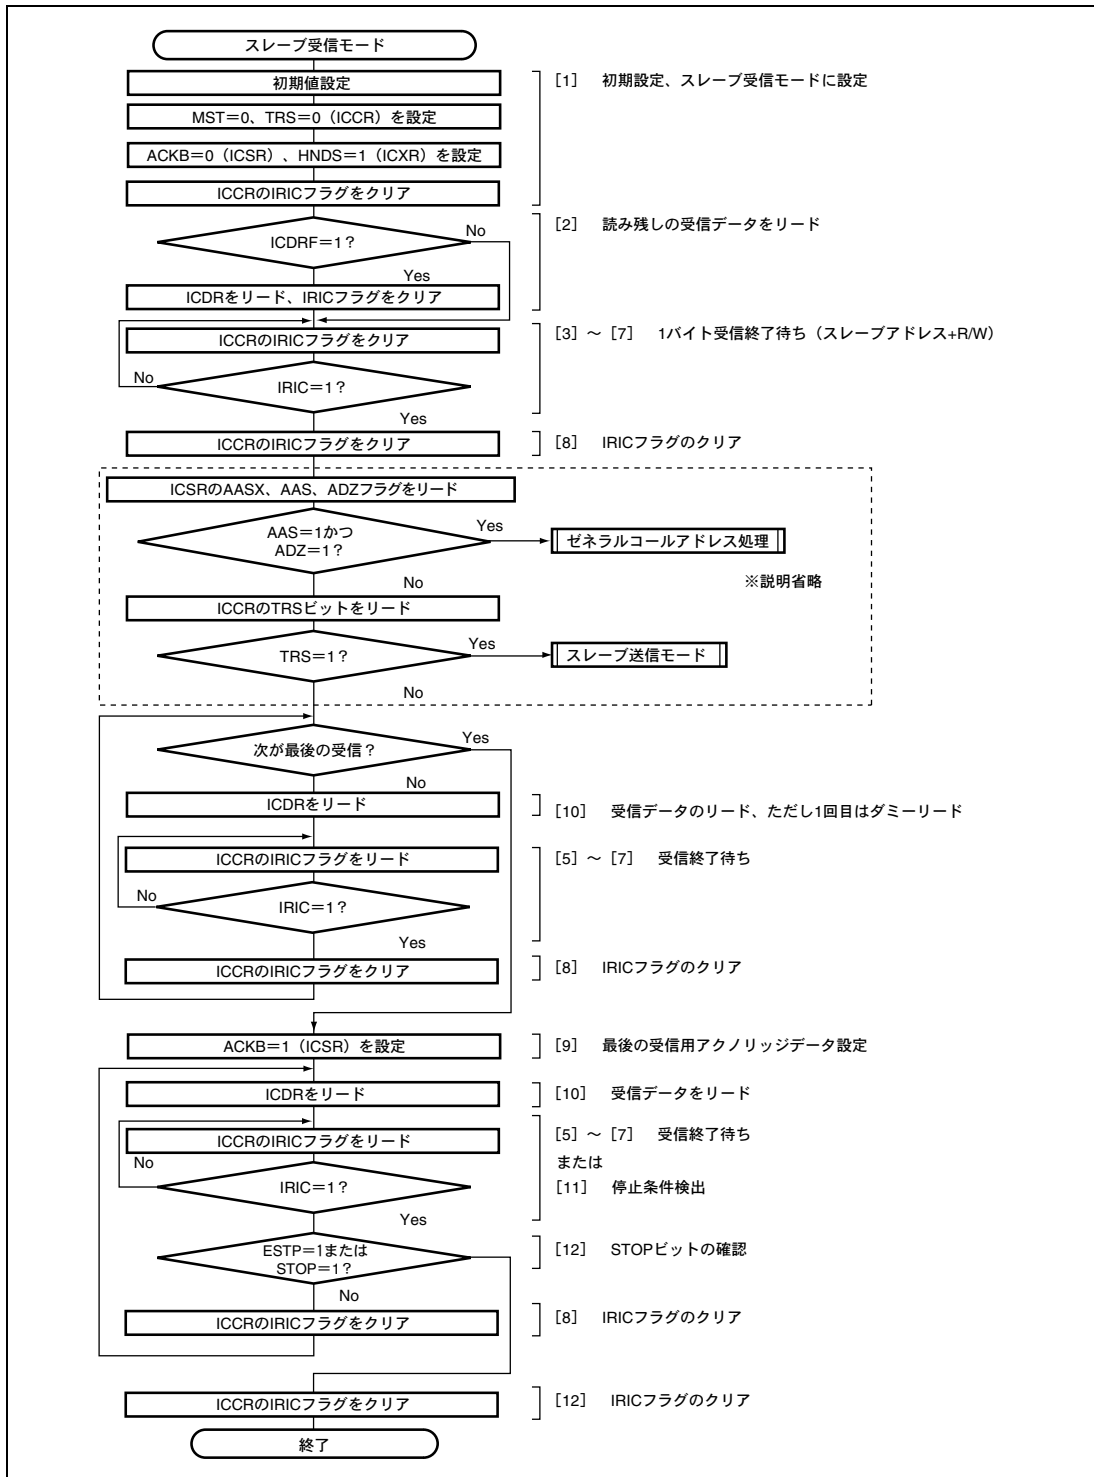 スレーブ受信モード
初期値設定
[1] 初期設定、スレーブ受信モードに設定
MST=0、TRS=0（ICCR）を設定
ACKB=0（ICSR）、HNDS=1（ICXR）を設定
ICCRのIRICフラグをクリア
[2] 読み残しの受信データをリード
ICDRF=1？
No
Yes
ICDRをリード、IRICフラグをクリア
ICCRのIRICフラグをクリア
[3]～[7] 1バイト受信終了待ち（スレーブアドレス+R/W）
No
IRIC=1？
Yes
ICCRのIRICフラグをクリア
[8] IRICフラグのクリア
ICSRのAASX、AAS、ADZフラグをリード
AAS=1かつ
ADZ=1？
Yes
ゼネラルコールアドレス処理
※説明省略
No
ICCRのTRSビットをリード
TRS=1？
Yes
スレーブ送信モード
No
次が最後の受信？
Yes
No
ICDRをリード
[10] 受信データのリード、ただし1回目はダミーリード
ICCRのIRICフラグをリード
[5]～[7] 受信終了待ち
No
IRIC=1？
Yes
ICCRのIRICフラグをクリア
[8] IRICフラグのクリア
ACKB=1（ICSR）を設定
[9] 最後の受信用アクノリッジデータ設定
ICDRをリード
[10] 受信データをリード
ICCRのIRICフラグをリード
[5]～[7] 受信終了待ち
または
[11] 停止条件検出
No
IRIC=1？
Yes
ESTP=1または
STOP=1？
[12] STOPビットの確認
No
ICCRのIRICフラグをクリア
[8] IRICフラグのクリア
ICCRのIRICフラグをクリア
[12] IRICフラグのクリア
終了